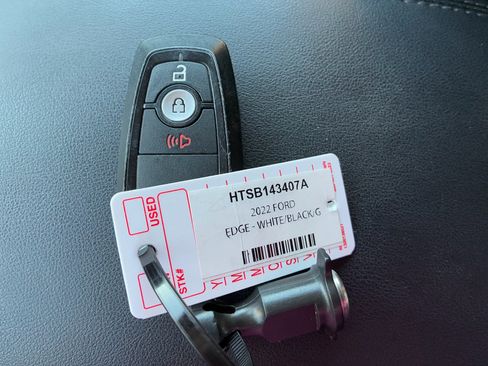 HTSB143407A
2022 FORD
EDGE - WHITE/BLACK/G
USED
STK#
Y
M